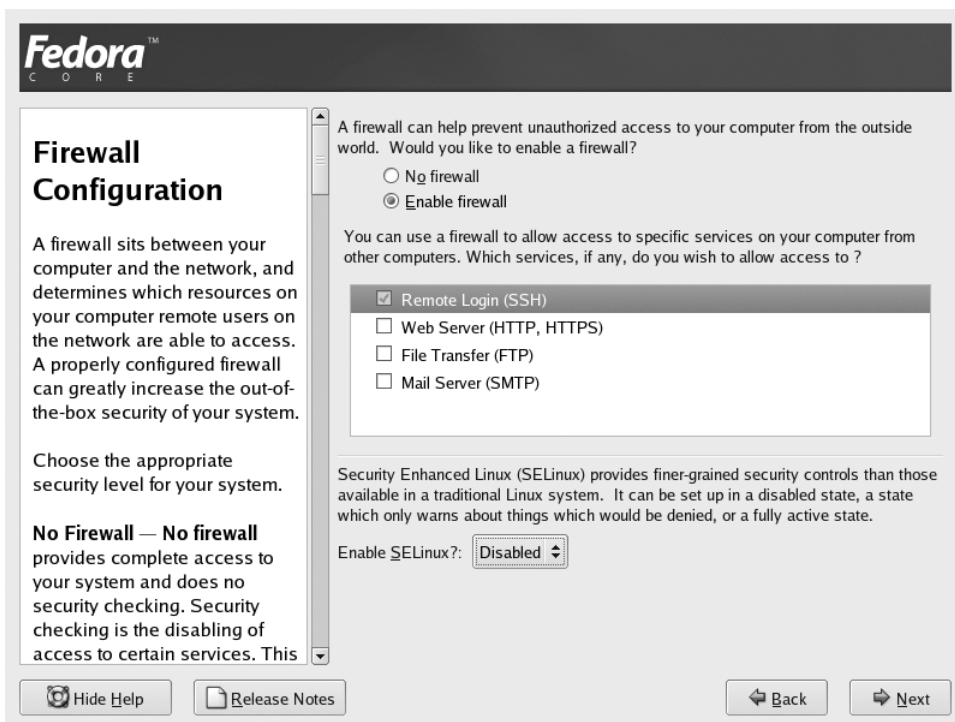 Fedora™
CORE
Firewall
Configuration
A firewall sits between your
computer and the network, and
determines which resources on
your computer remote users on
the network are able to access.
A properly configured firewall
can greatly increase the out-of-
the-box security of your system.
Choose the appropriate
security level for your system.
No Firewall — No firewall
provides complete access to
your system and does no
security checking. Security
checking is the disabling of
access to certain services. This
A firewall can help prevent unauthorized access to your computer from the outside
world. Would you like to enable a firewall?
No firewall
Enable firewall
You can use a firewall to allow access to specific services on your computer from
other computers. Which services, if any, do you wish to allow access to ?
Remote Login (SSH)
Web Server (HTTP, HTTPS)
File Transfer (FTP)
Mail Server (SMTP)
Security Enhanced Linux (SELinux) provides finer-grained security controls than those
available in a traditional Linux system. It can be set up in a disabled state, a state
which only warns about things which would be denied, or a fully active state.
Enable SELinux?: Disabled
Hide Help
Release Notes
Back
Next